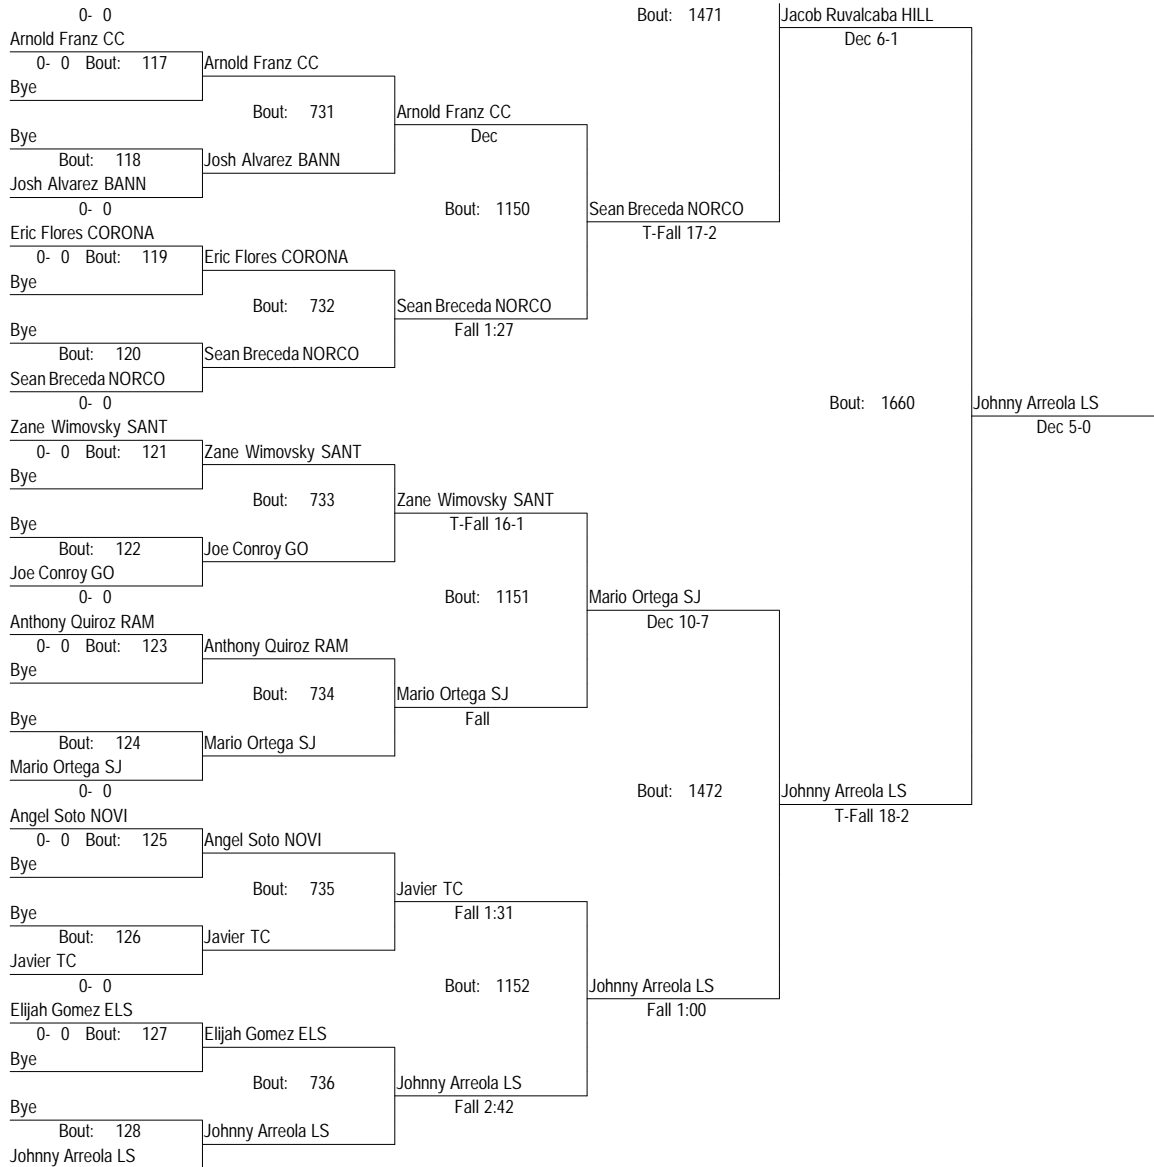 0- 0 Bout: 1471 Jacob Ruvalcaba HILL
Arnold Franz CC Dec 6-1
0- 0 Bout: 117 Arnold Franz CC
Bye
Bout: 731 Arnold Franz CC
Bye Dec
Bout: 118 Josh Alvarez BANN
Josh Alvarez BANN
0- 0 Bout: 1150 Sean Breceda NORCO
Eric Flores CORONA T-Fall 17-2
0- 0 Bout: 119 Eric Flores CORONA
Bye
Bout: 732 Sean Breceda NORCO
Bye Fall 1:27
Bout: 120 Sean Breceda NORCO
Sean Breceda NORCO
0- 0 Bout: 1660 Johnny Arreola LS
Zane Wimovsky SANT Dec 5-0
0- 0 Bout: 121 Zane Wimovsky SANT
Bye
Bout: 733 Zane Wimovsky SANT
Bye T-Fall 16-1
Bout: 122 Joe Conroy GO
Joe Conroy GO
0- 0 Bout: 1151 Mario Ortega SJ
Anthony Quiroz RAM Dec 10-7
0- 0 Bout: 123 Anthony Quiroz RAM
Bye
Bout: 734 Mario Ortega SJ
Bye Fall
Bout: 124 Mario Ortega SJ
Mario Ortega SJ
0- 0 Bout: 1472 Johnny Arreola LS
Angel Soto NOVI T-Fall 18-2
0- 0 Bout: 125 Angel Soto NOVI
Bye
Bout: 735 Javier TC
Bye Fall 1:31
Bout: 126 Javier TC
Javier TC
0- 0 Bout: 1152 Johnny Arreola LS
Elijah Gomez ELS Fall 1:00
0- 0 Bout: 127 Elijah Gomez ELS
Bye
Bout: 736 Johnny Arreola LS
Bye Fall 2:42
Bout: 128 Johnny Arreola LS
Johnny Arreola LS